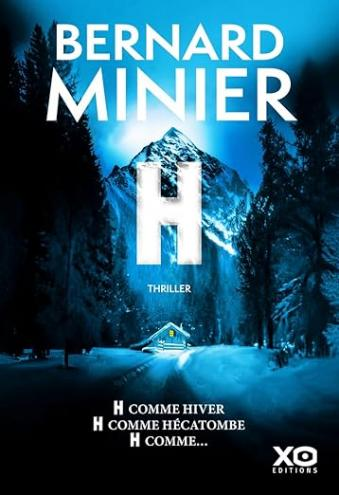 BERNARD
MINIER
H
THRILLER
H COMME HIVER
H COMME HÉCATOMBE
H COMME...
XO
EDITIONS